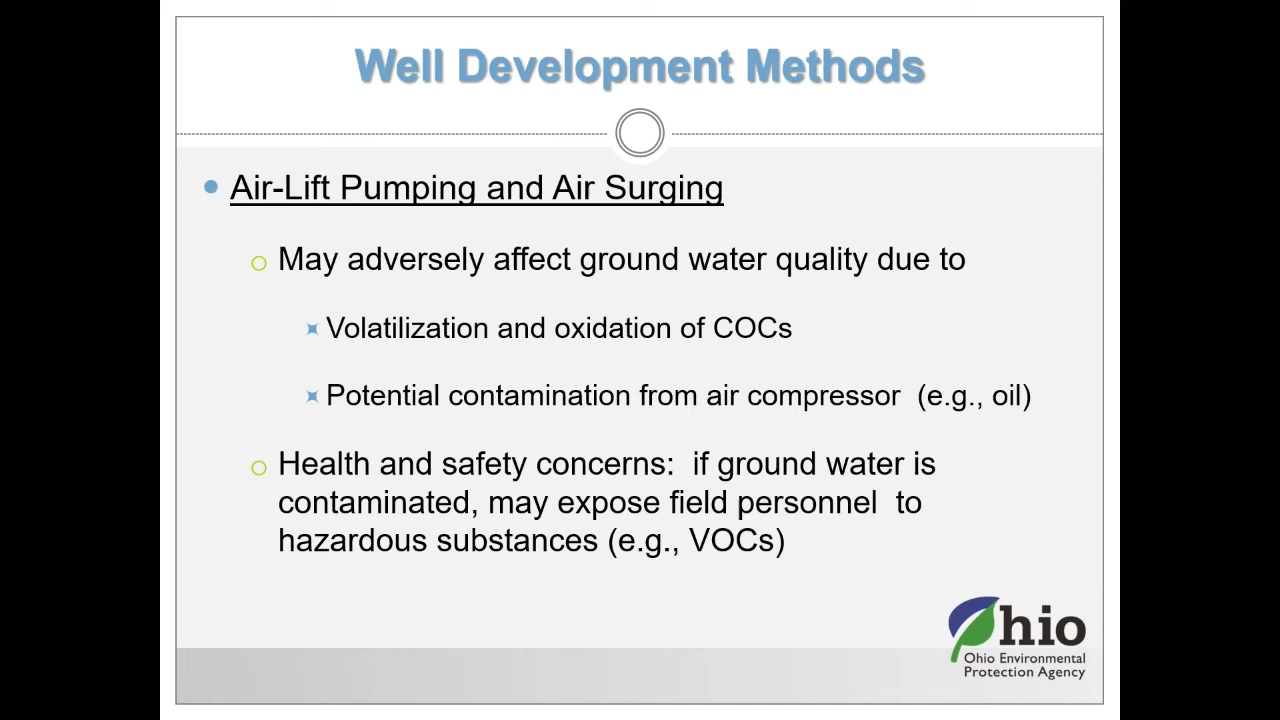 Well Development Methods
Air-Lift Pumping and Air Surging
May adversely affect ground water quality due to
Volatilization and oxidation of COCs
Potential contamination from air compressor (e.g., oil)
Health and safety concerns: if ground water is
contaminated, may expose field personnel to
hazardous substances (e.g., VOCs)
Ohio
Ohio Environmental
Protection Agency